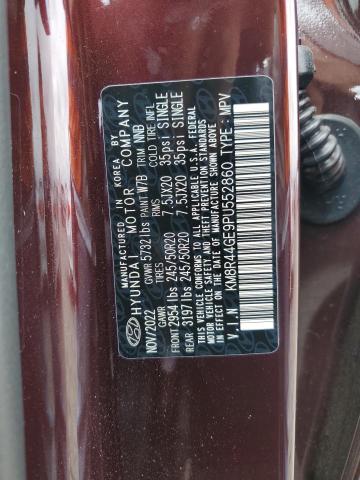 MANUFACTURED IN KOREA BY
HYUNDAI MOTOR COMPANY
NOV/2022 GVWR 5732 lbs PAINT W7B TRIM NNB
GAWR TIRES RIMS COLD TIRE INFL
FRONT 2954 lbs 245/50R20 7.5JX20 35psi SINGLE
REAR 3197 lbs 245/50R20 7.5JX20 35psi SINGLE
THIS VEHICLE CONFORMS TO ALL APPLICABLE U.S.A FEDERAL
MOTOR VEHICLE SAFETY, BUMPER, AND THEFT PREVENTION STANDARDS
IN EFFECT ON THE DATE OF MANUFACTURE SHOWN ABOVE.
V I N : KM8R44GE9PU552860 TYPE : MPV